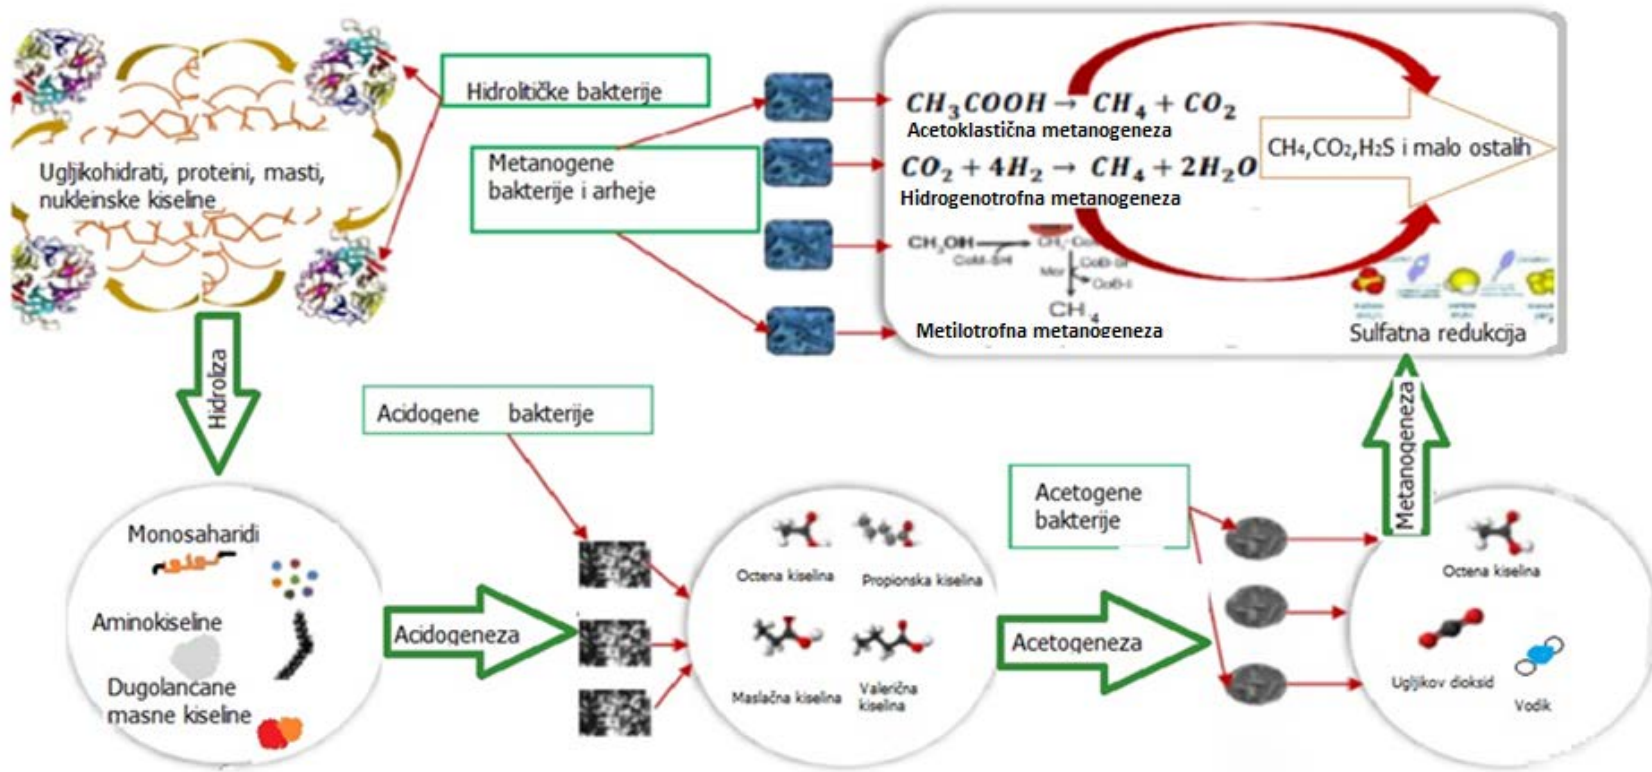 Hidrolitičke bakterije
Ugljikohidrati, proteini, masti,
nukleinske kiseline
Metanogene
bakterije i arheje
CH₃COOH → CH₄ + CO₂
Acetoklastična metanogeneza
CO₂ + 4H₂ → CH₄ + 2H₂O
Hidrogenotrofna metanogeneza
CH₃OH
CoM-SH
CH₄
Metilotrofna metanogeneza
CH₄,CO₂,H₂S i malo ostalih
Sulfatna redukcija
Hidroliza
Monosaharidi
Aminokiseline
Dugolancane
masne kiseline
Acidogene bakterije
Acidogeneza
Octena kiselina
Propionska kiselina
Maslačna kiselina
Valerična
kiselina
Acetogene
bakterije
Acetogeneza
Metanogeneza
Octena kiselina
Ugljikov dioksid
Vodik